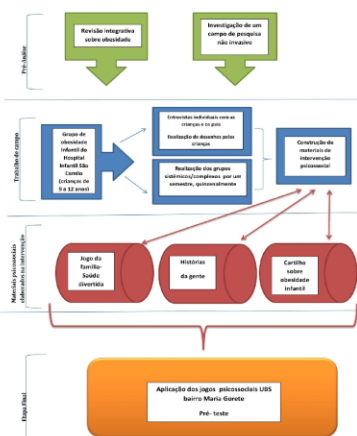 Pré-Análise
Revisão integrativa
sobre obesidade
Investigação de um
campo de pesquisa
não invasivo
Trabalho de campo
Grupo de
obesidade
infantil do
Hospital
Infantil São
Camilo
(crianças de
9 a 12 anos)
Entrevistas individuais com as
crianças e os pais
Realização de desenhos pelas
crianças
Realização dos grupos
sistêmicos/complexos por um
semestre, quinzenalmente
Construção de
materiais de
intervenção
psicossocial
Materiais psicossociais
elaborados na intervenção
Jogo da
família-
Saúde
divertida
Histórias
da gente
Cartilha
sobre
obesidade
infantil
Etapa Final
Aplicação dos jogos psicossociais UBS
bairro Maria Gorete
Pré- teste